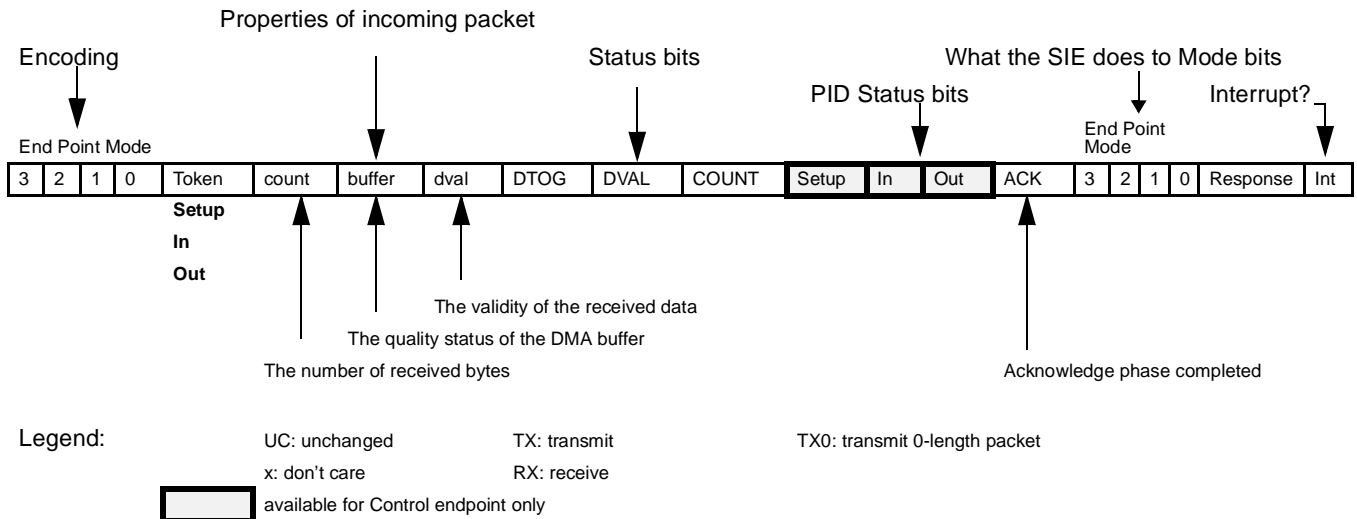 Properties of incoming packet
Encoding
Status bits
What the SIE does to Mode bits
PID Status bits
Interrupt?
End Point Mode
End Point
Mode
3 2 1 0 Token count buffer dval DTOG DVAL COUNT Setup In Out ACK 3 2 1 0 Response Int
Setup
In
Out
The validity of the received data
The quality status of the DMA buffer
The number of received bytes
Acknowledge phase completed
Legend:
UC: unchanged
TX: transmit
TX0: transmit 0-length packet
x: don't care
RX: receive
available for Control endpoint only